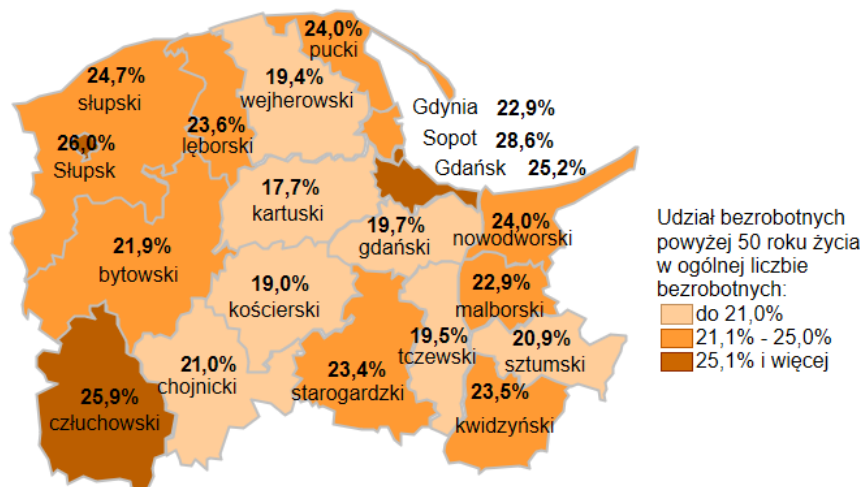 24,0%
pucki
24,7%
słupski
19,4%
wejherowski
Gdynia 22,9%
23,6%
lęborski
26,0%
Słupsk
Sopot 28,6%
Gdańsk 25,2%
17,7%
kartuski
19,7%
gdański
24,0%
nowodworski
21,9%
bytowski
19,0%
kościerski
22,9%
malborski
19,5%
tczewski
20,9%
sztumski
21,0%
chojnicki
23,4%
starogardzki
25,9%
człuchowski
23,5%
kwidzyński
Udział bezrobotnych
powyżej 50 roku życia
w ogólnej liczbie
bezrobotnych:
do 21,0%
21,1% - 25,0%
25,1% i więcej